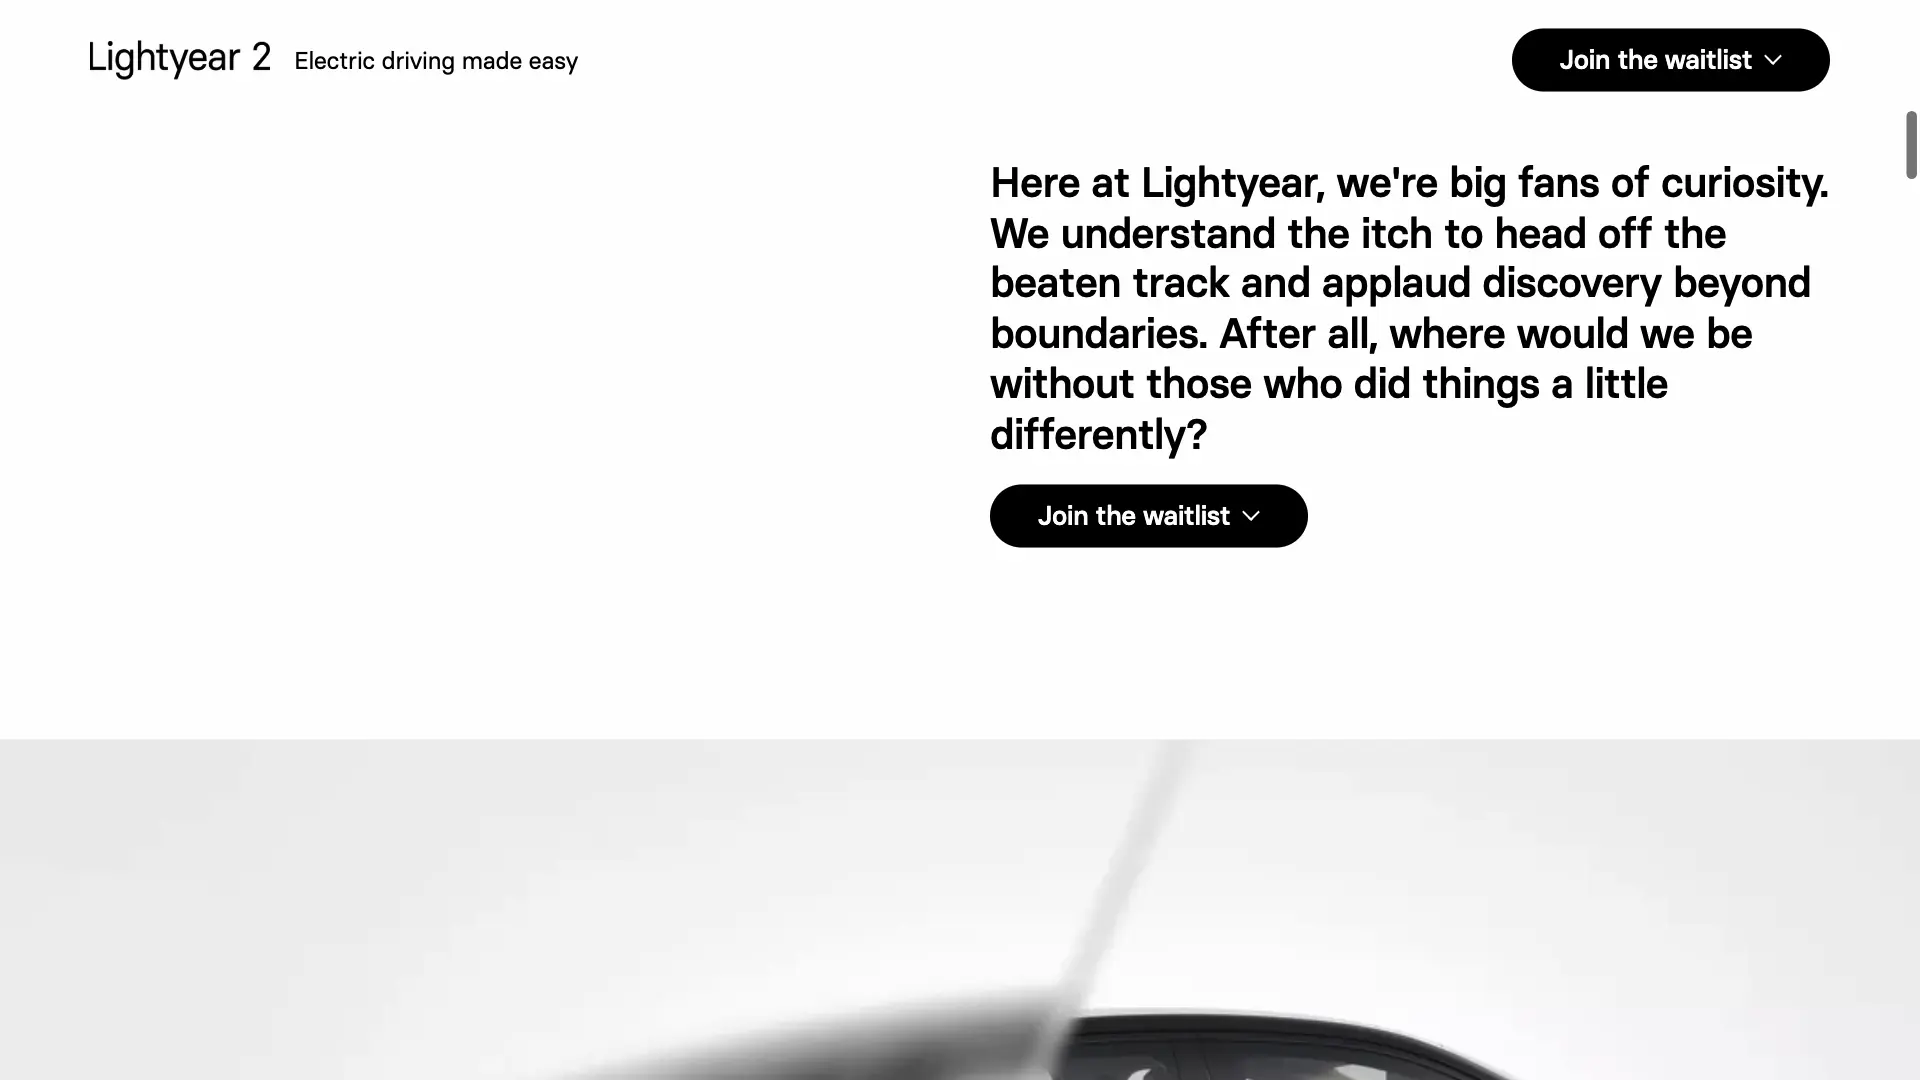 Lightyear 2 Electric driving made easy
Join the waitlist
Here at Lightyear, we're big fans of curiosity.
We understand the itch to head off the
beaten track and applaud discovery beyond
boundaries. After all, where would we be
without those who did things a little
differently?
Join the waitlist